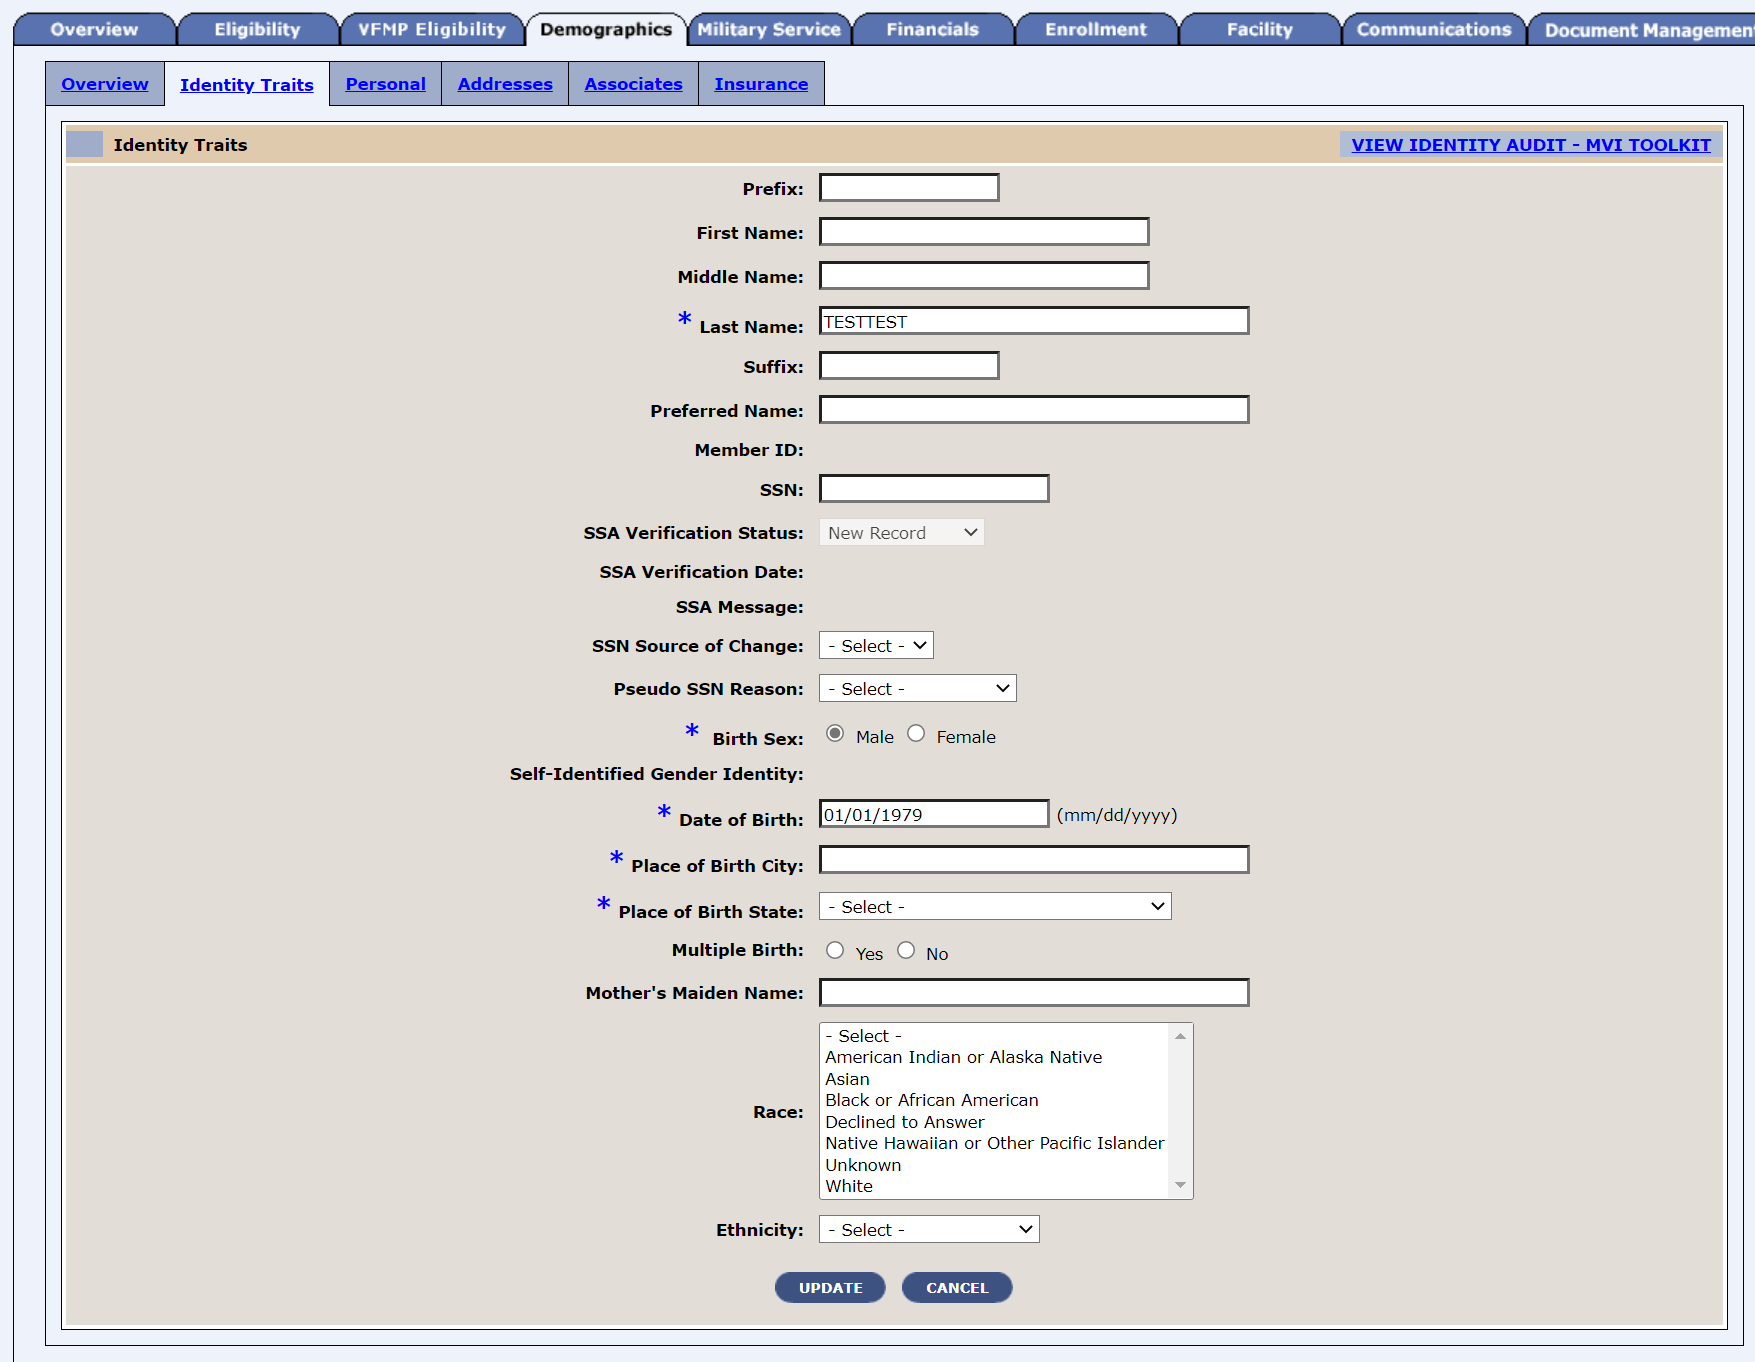 Overview Eligibility VFMP Eligibility Demographics Military Service Financials Enrollment Facility Communications Document Managemen
Overview Identity Traits Personal Addresses Associates Insurance
Identity Traits VIEW IDENTITY AUDIT - MVI TOOLKIT
Prefix:
First Name:
Middle Name:
* Last Name: TESTTEST
Suffix:
Preferred Name:
Member ID:
SSN:
SSA Verification Status: New Record
SSA Verification Date:
SSA Message:
SSN Source of Change: - Select -
Pseudo SSN Reason: - Select -
* Birth Sex: Male Female
Self-Identified Gender Identity:
* Date of Birth: 01/01/1979 (mm/dd/yyyy)
* Place of Birth City:
* Place of Birth State: - Select -
Multiple Birth: Yes No
Mother's Maiden Name:
- Select -
American Indian or Alaska Native
Asian
Black or African American
Race:
Declined to Answer
Native Hawaiian or Other Pacific Islander
Unknown
White
Ethnicity: - Select -
UPDATE CANCEL